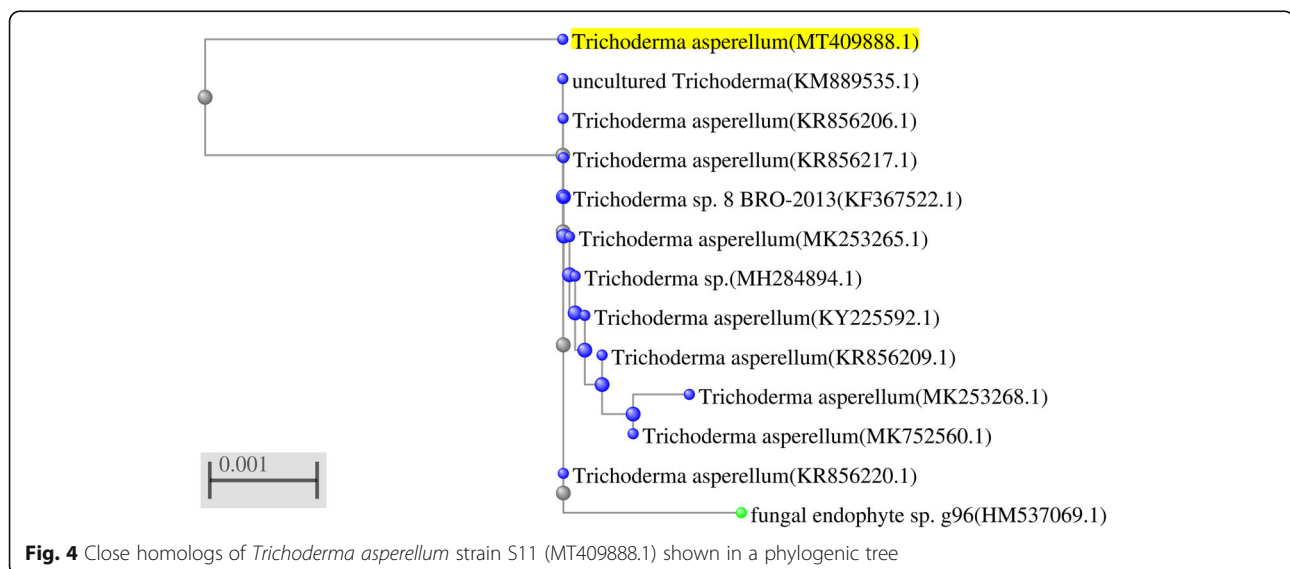 Trichoderma asperellum(MT409888.1)
uncultured Trichoderma(KM889535.1)
Trichoderma asperellum(KR856206.1)
Trichoderma asperellum(KR856217.1)
Trichoderma sp. 8 BRO-2013(KF367522.1)
Trichoderma asperellum(MK253265.1)
Trichoderma sp.(MH284894.1)
Trichoderma asperellum(KY225592.1)
Trichoderma asperellum(KR856209.1)
Trichoderma asperellum(MK253268.1)
Trichoderma asperellum(MK752560.1)
0.001
Trichoderma asperellum(KR856220.1)
fungal endophyte sp. g96(HM537069.1)
Fig. 4 Close homologs of Trichoderma asperellum strain S11 (MT409888.1) shown in a phylogenic tree